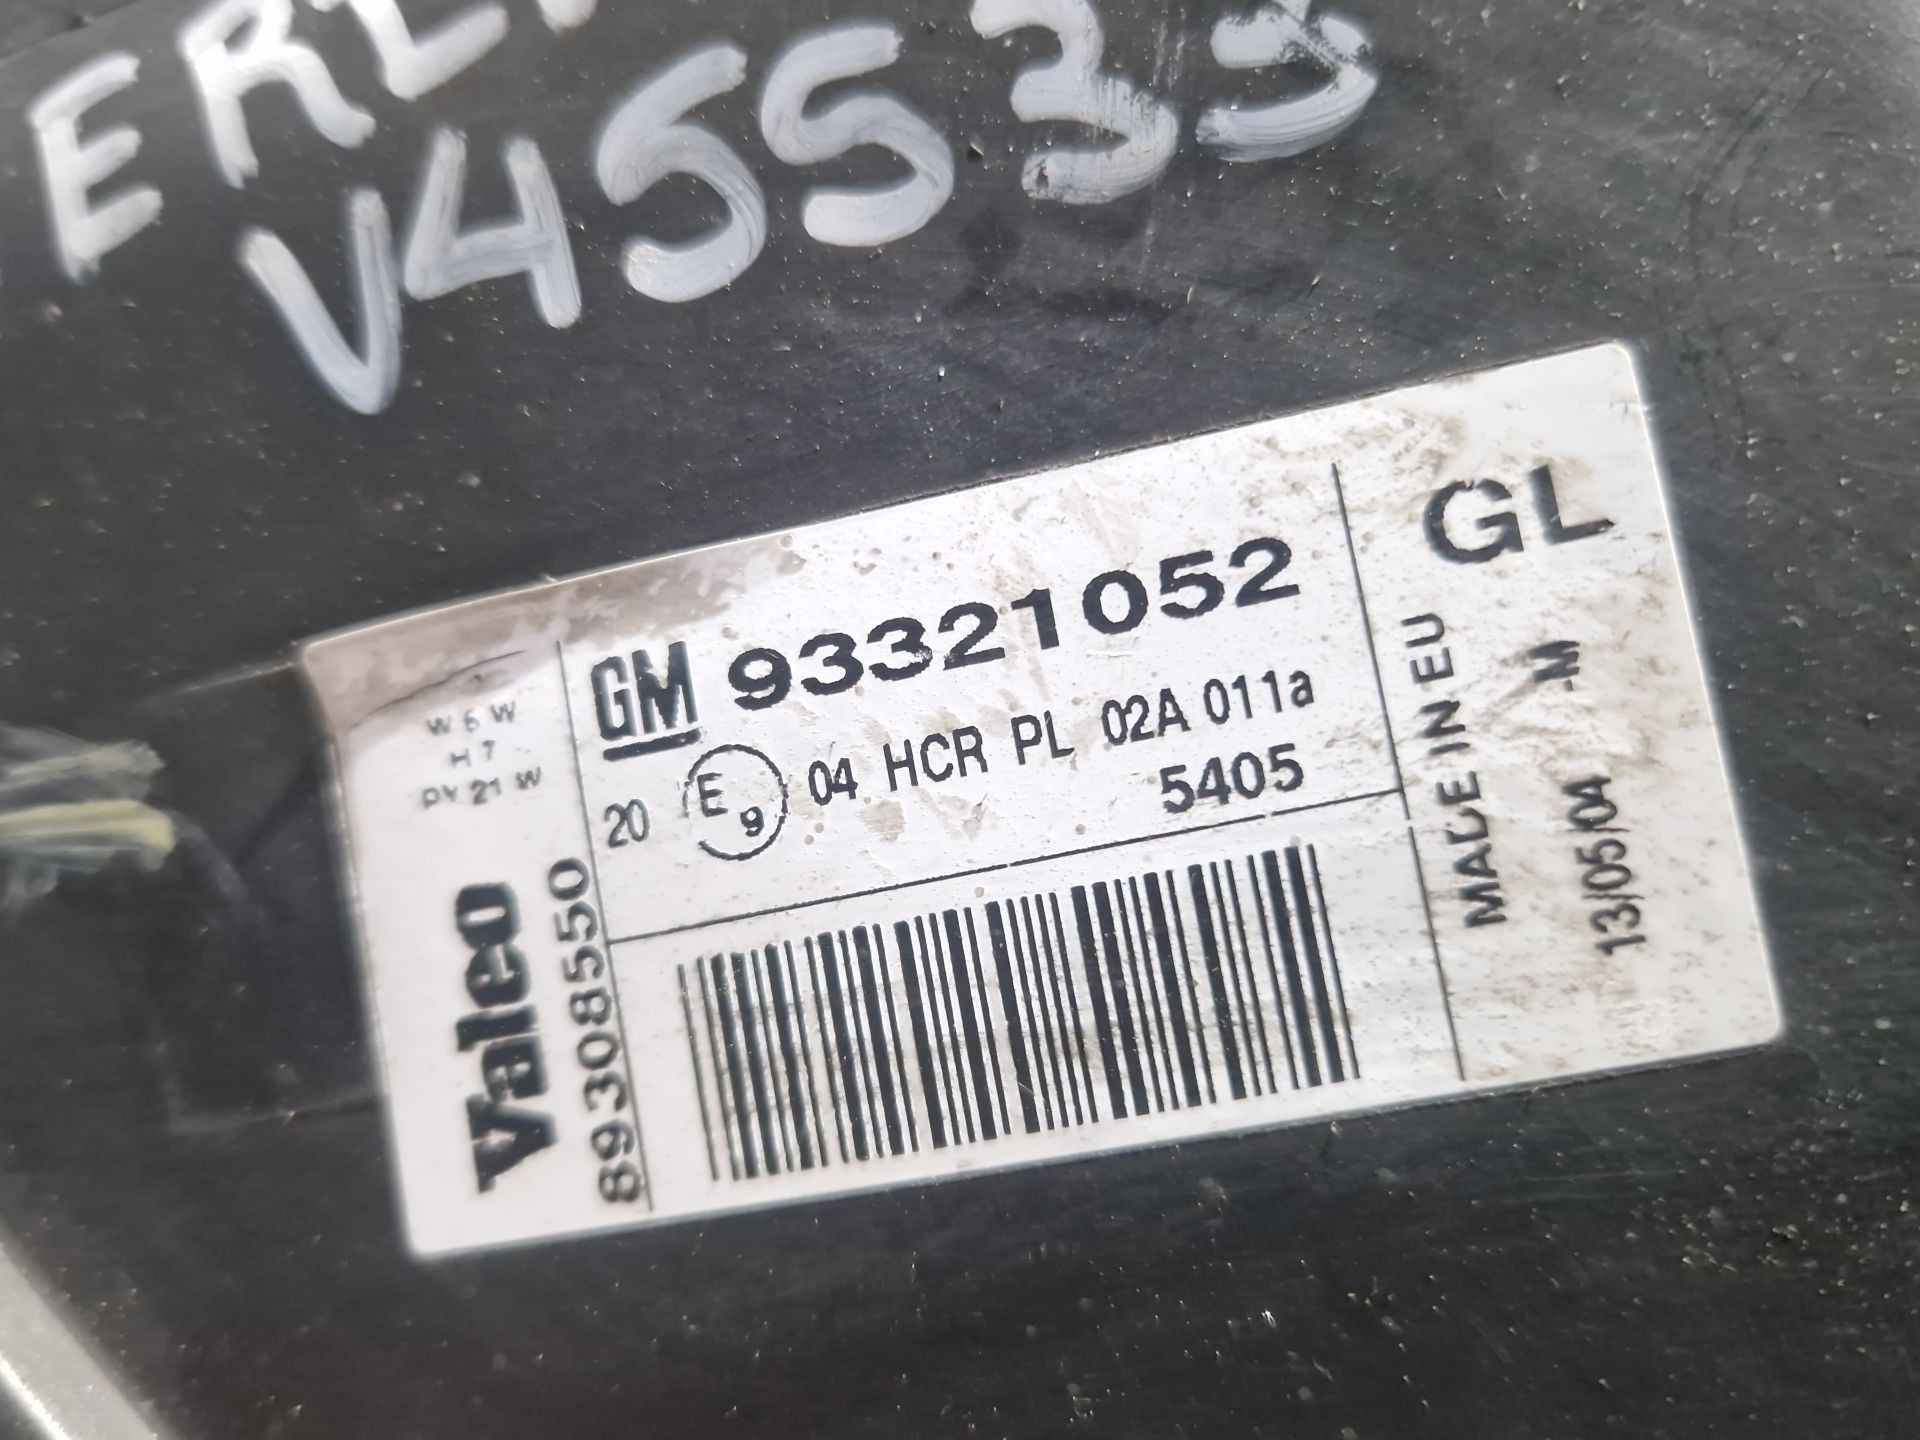 V45533
GM 93321052
GL
W 6 W
H 7
PY 21 W
20 E9 04 HCR PL 02A 011a
5405
Valeo
89308550
MADE IN EU
-M
13/05/04